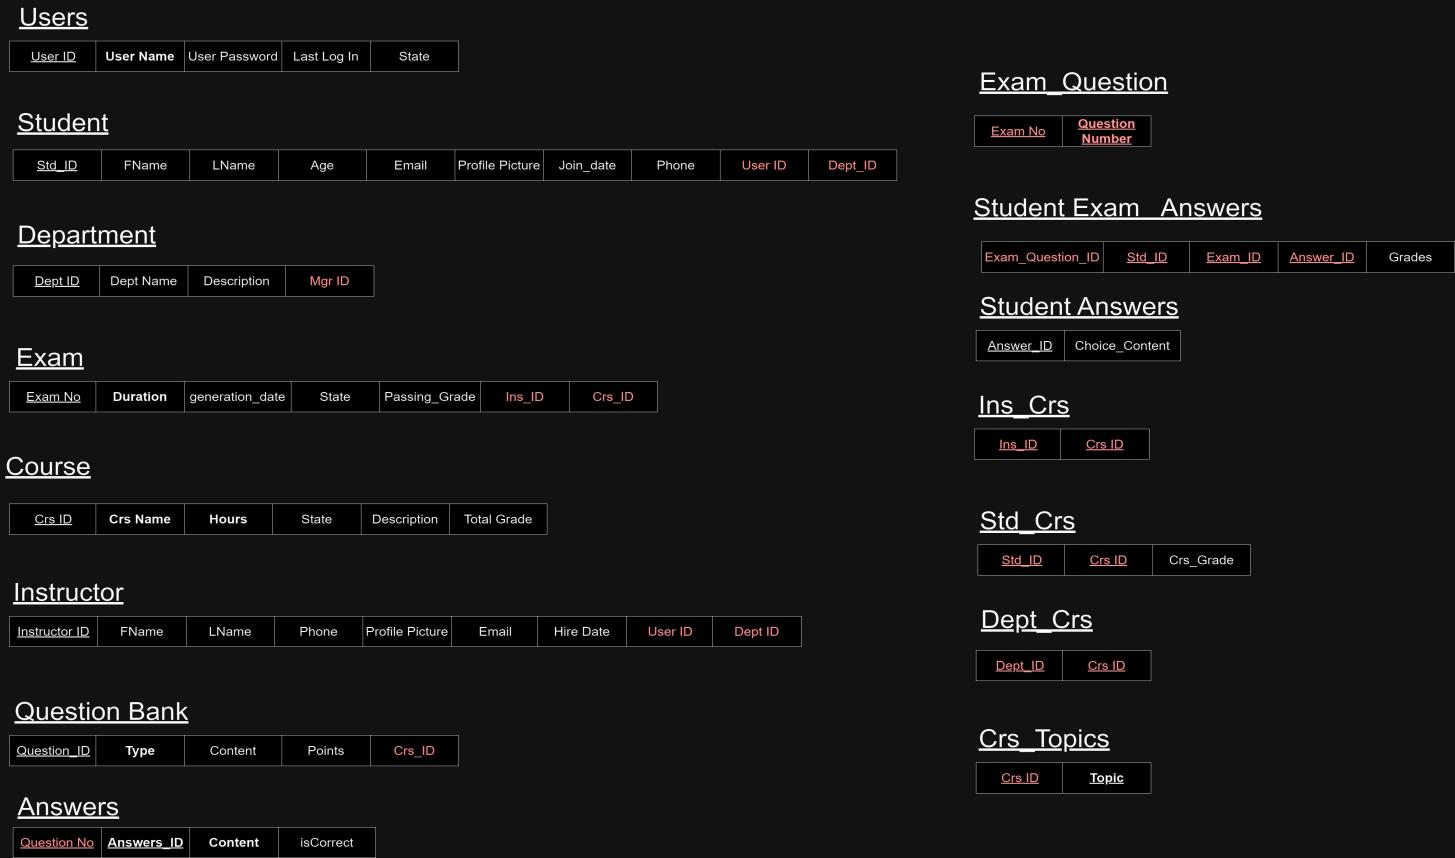 Users
User ID User Name User Password Last Log In State
Student
Std_ID FName LName Age Email Profile Picture Join_date Phone User ID Dept_ID
Department
Dept ID Dept Name Description Mgr ID
Exam
Exam No Duration generation_date State Passing_Grade Ins_ID Crs_ID
Course
Crs ID Crs Name Hours State Description Total Grade
Instructor
Instructor ID FName LName Phone Profile Picture Email Hire Date User ID Dept ID
Question Bank
Question_ID Type Content Points Crs_ID
Answers
Question No Answers_ID Content isCorrect
Exam_Question
Exam No Question
Number
Student Exam_ Answers
Exam_Question_ID Std_ID Exam_ID Answer_ID Grades
Student Answers
Answer_ID Choice_Content
Ins_Crs
Ins_ID Crs ID
Std_Crs
Std_ID Crs ID Crs_Grade
Dept_Crs
Dept_ID Crs ID
Crs_Topics
Crs ID Topic